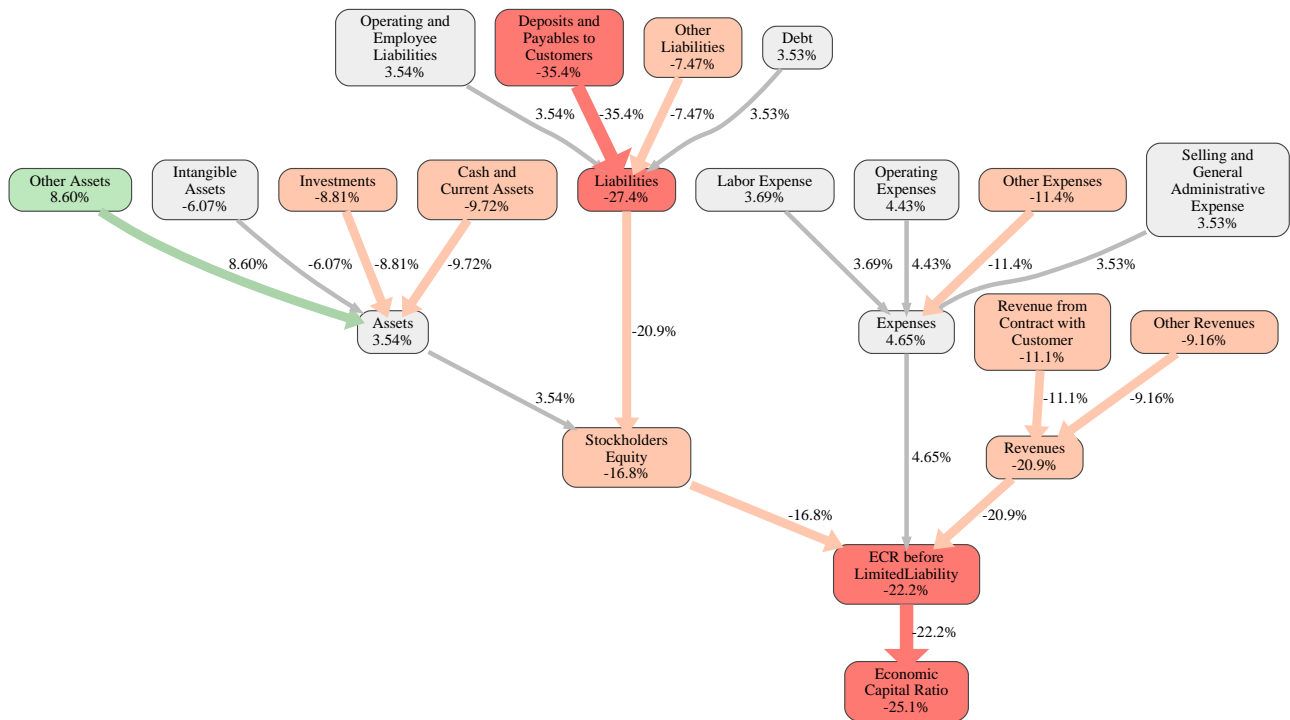 Operating and
Employee
Liabilities
3.54%
Deposits and
Payables to
Customers
-35.4%
Other
Liabilities
-7.47%
Debt
3.53%
3.54%
-35.4%
-7.47%
3.53%
Other Assets
8.60%
Intangible
Assets
-6.07%
Investments
-8.81%
Cash and
Current Assets
-9.72%
Liabilities
-27.4%
Labor Expense
3.69%
Operating
Expenses
4.43%
Other Expenses
-11.4%
Selling and
General
Administrative
Expense
3.53%
8.60%
-6.07%
-8.81%
-9.72%
3.69%
4.43%
-11.4%
3.53%
Assets
3.54%
-20.9%
Expenses
4.65%
Revenue from
Contract with
Customer
-11.1%
Other Revenues
-9.16%
3.54%
-11.1%
-9.16%
Stockholders
Equity
-16.8%
4.65%
Revenues
-20.9%
-16.8%
-20.9%
ECR before
LimitedLiability
-22.2%
-22.2%
Economic
Capital Ratio
-25.1%